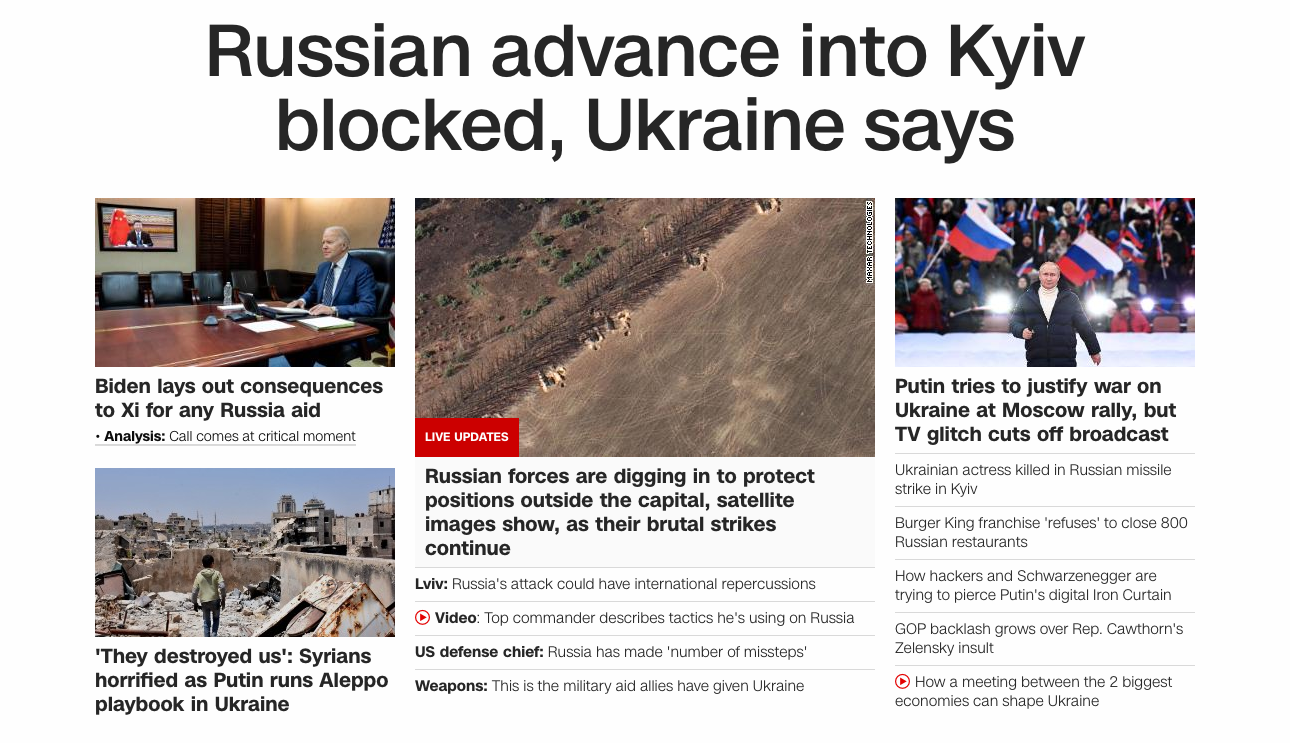 Russian advance into Kyiv
blocked, Ukraine says
Biden lays out consequences
to Xi for any Russia aid
• Analysis: Call comes at critical moment
'They destroyed us': Syrians
horrified as Putin runs Aleppo
playbook in Ukraine
MAXAR TECHNOLOGIES
LIVE UPDATES
Russian forces are digging in to protect
positions outside the capital, satellite
images show, as their brutal strikes
continue
Lviv: Russia's attack could have international repercussions
Video: Top commander describes tactics he's using on Russia
US defense chief: Russia has made 'number of missteps'
Weapons: This is the military aid allies have given Ukraine
Putin tries to justify war on
Ukraine at Moscow rally, but
TV glitch cuts off broadcast
Ukrainian actress killed in Russian missile
strike in Kyiv
Burger King franchise 'refuses' to close 800
Russian restaurants
How hackers and Schwarzenegger are
trying to pierce Putin's digital Iron Curtain
GOP backlash grows over Rep. Cawthorn's
Zelensky insult
How a meeting between the 2 biggest
economies can shape Ukraine